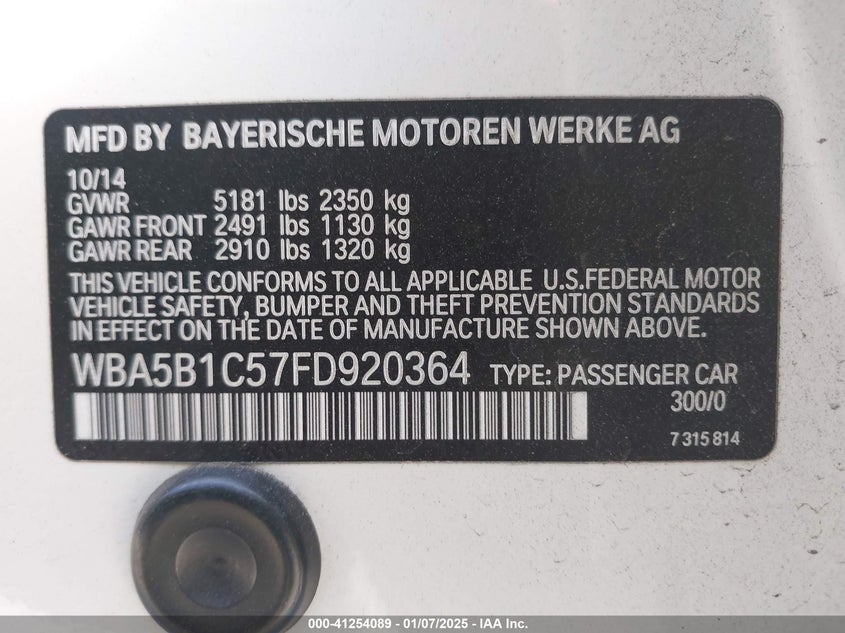 MFD BY BAYERISCHE MOTOREN WERKE AG
10/14
GVWR 5181 lbs 2350 kg
GAWR FRONT 2491 lbs 1130 kg
GAWR REAR 2910 lbs 1320 kg
THIS VEHICLE CONFORMS TO ALL APPLICABLE U.S.FEDERAL MOTOR
VEHICLE SAFETY, BUMPER AND THEFT PREVENTION STANDARDS
IN EFFECT ON THE DATE OF MANUFACTURE SHOWN ABOVE.
WBA5B1C57FD920364 TYPE: PASSENGER CAR
300/0
7 315 814
000-41254089 - 01/07/2025 - IAA Inc.